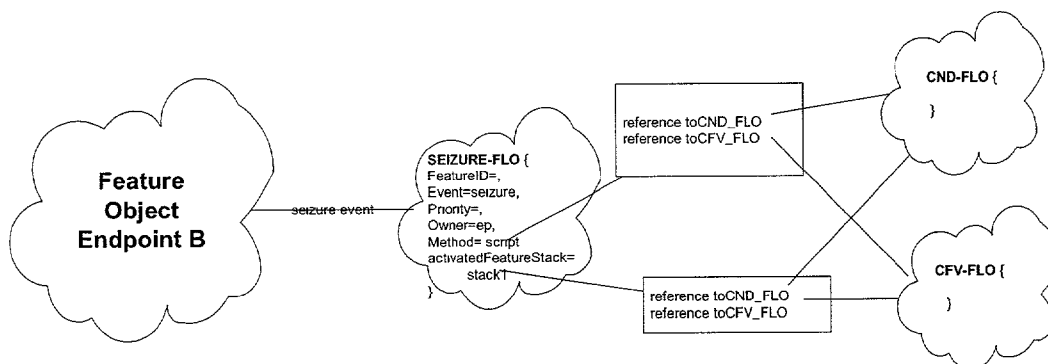 Feature
Object
Endpoint B
seizure event
SEIZURE-FLO {
FeatureID=,
Event=seizure,
Priority=,
Owner=ep,
Method= script
activatedFeatureStack=
stack1
}
reference toCND_FLO
reference toCFV_FLO
reference toCND_FLO
reference toCFV_FLO
CND-FLO {
}
CFV-FLO {
}